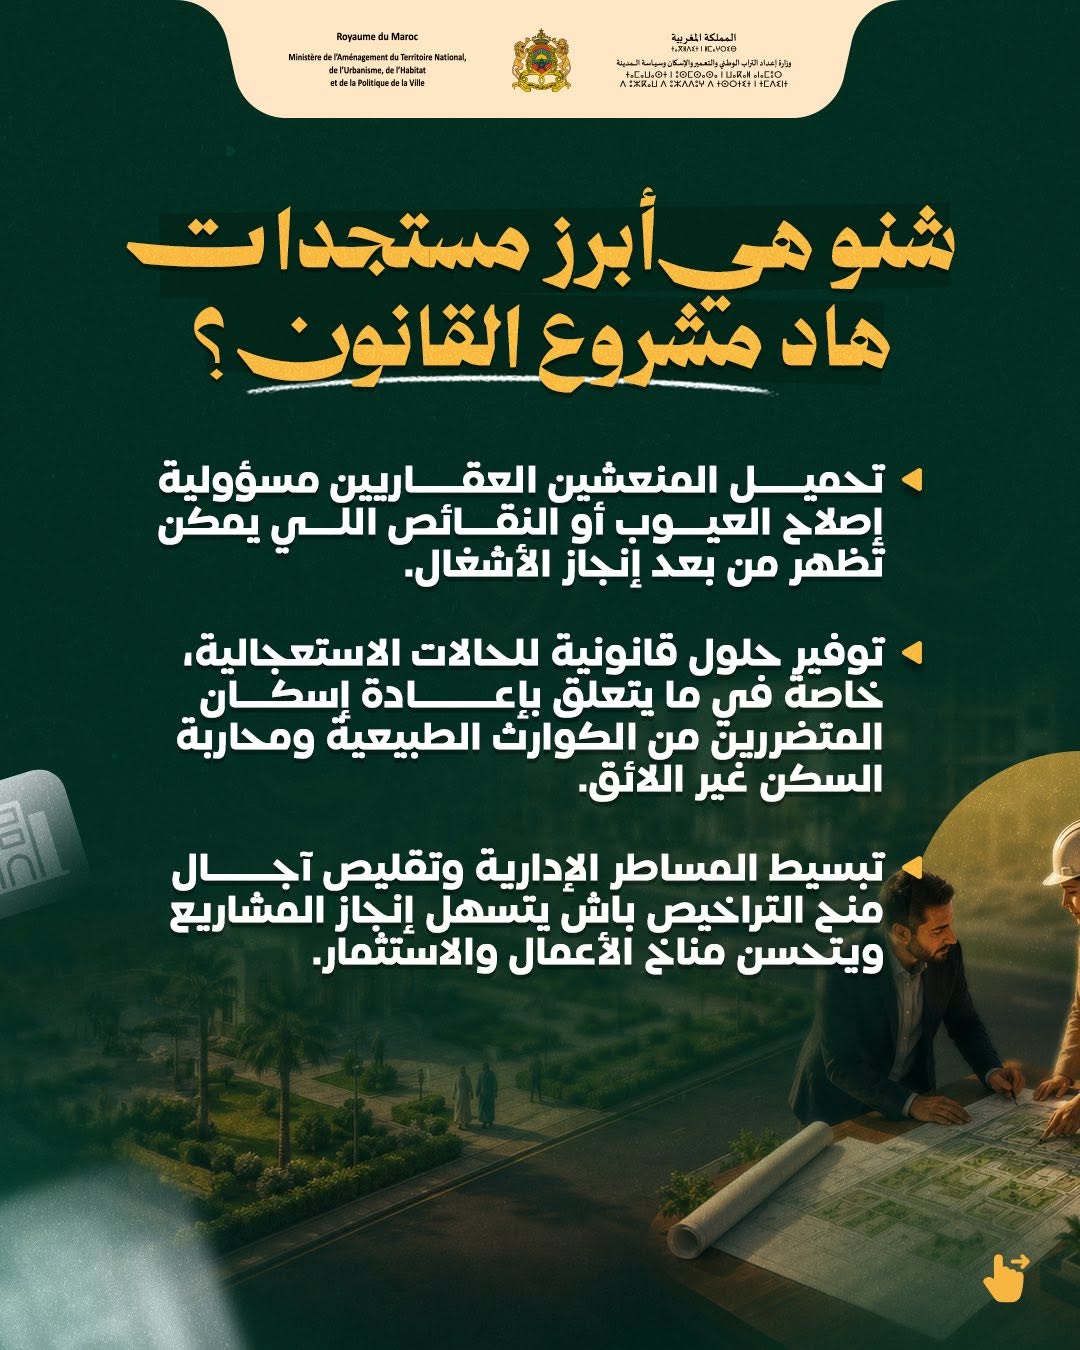 Royaume du Maroc
Ministère de l'Aménagement du Territoire National,
de l'Urbanisme, de l'Habitat
et de la Politique de la Ville
المملكة المغربية
ⵜⴰⴳⵍⴷⵉⵜ ⵏ ⵍⵎⵖⵔⵉⴱ
وزارة إعداد التراب الوطني والتعمير والإسكان وسياسة المدينة
شنو هي أبرز مستجدات
هاد مشروع القانون؟
تحميل المنعشين العقاريين مسؤولية
إصلاح العيوب أو النقائص اللي يمكن
تظهر من بعد إنجاز الأشغال.
توفير حلول قانونية للحالات الاستعجالية،
خاصة في ما يتعلق بإعادة إسكان
المتضررين من الكوارث الطبيعية ومحاربة
السكن غير اللائق.
تبسيط المساطر الإدارية وتقليص آجال
منح التراخيص باش يتسهل إنجاز المشاريع
ويتحسن مناخ الأعمال والاستثمار.